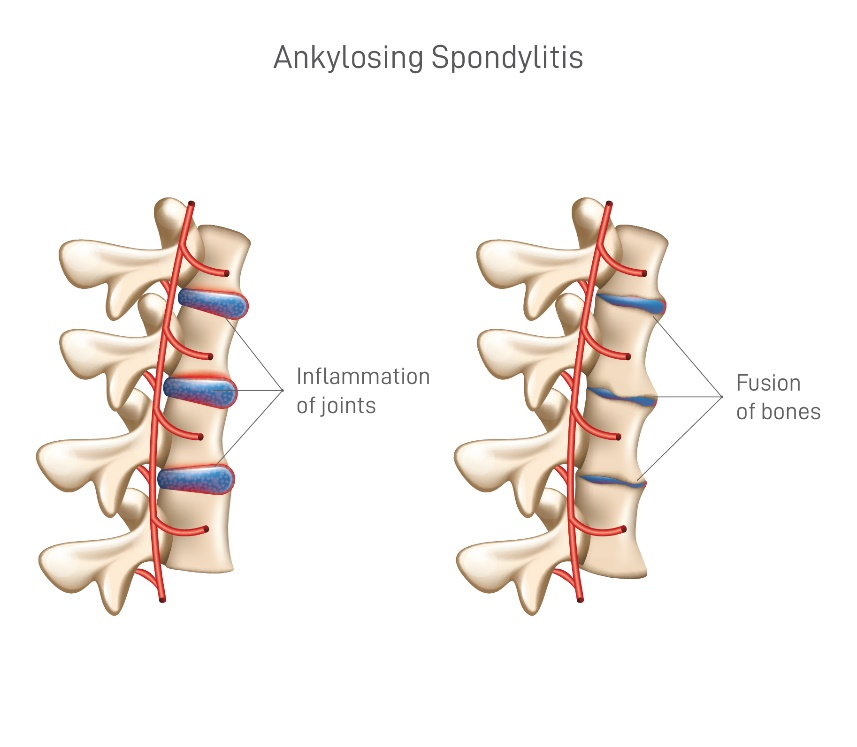 Ankylosing Spondylitis
Inflammation
of joints
Fusion
of bones